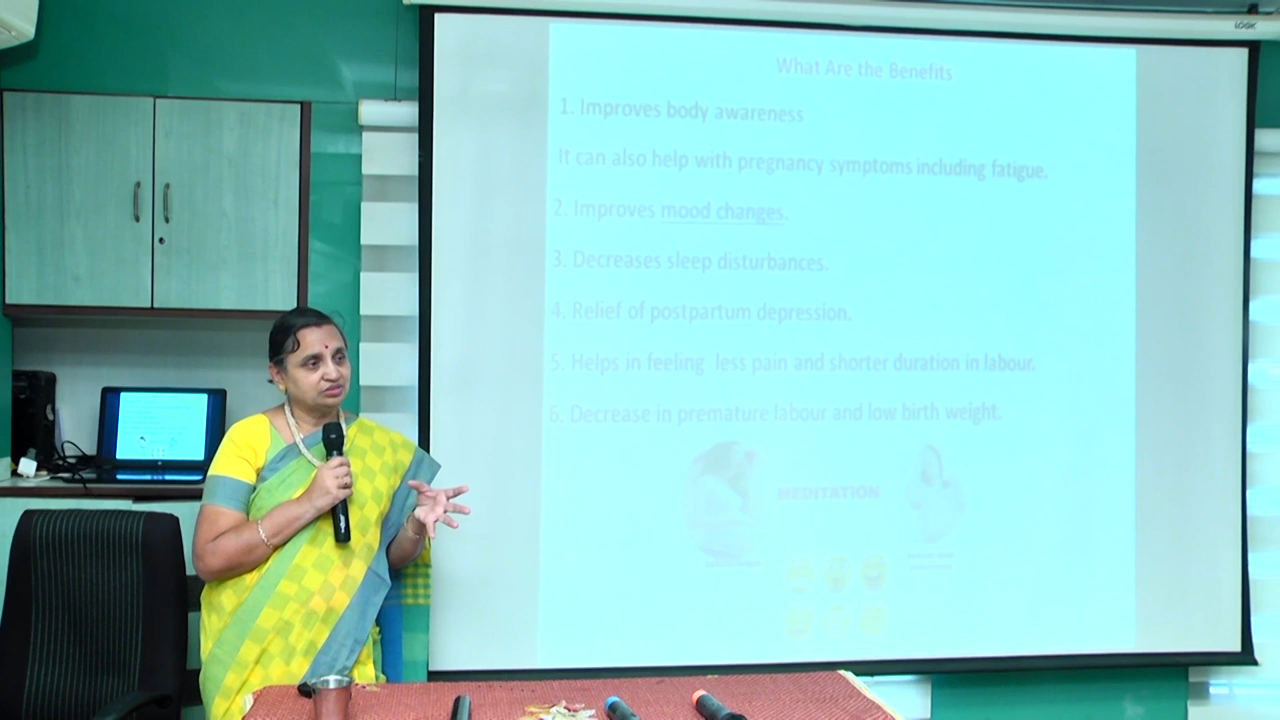 LOGIC
What Are the Benefits
1. Improves body awareness
It can also help with pregnancy symptoms including fatigue.
2. Improves mood changes.
3. Decreases sleep disturbances.
4. Relief of postpartum depression.
5. Helps in feeling less pain and shorter duration in labour.
6. Decrease in premature labour and low birth weight.
MEDITATION